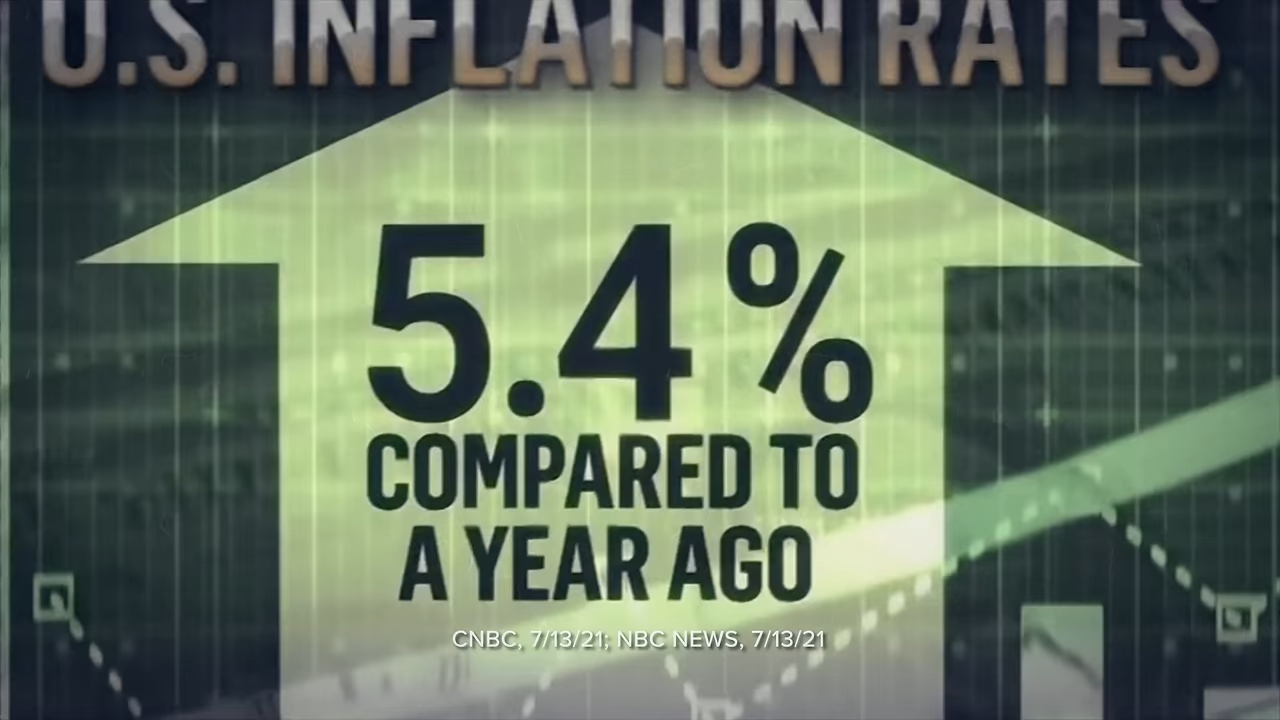 U.S. INFLATION RATES
5.4%
COMPARED TO
A YEAR AGO
CNBC, 7/13/21; NBC NEWS, 7/13/21